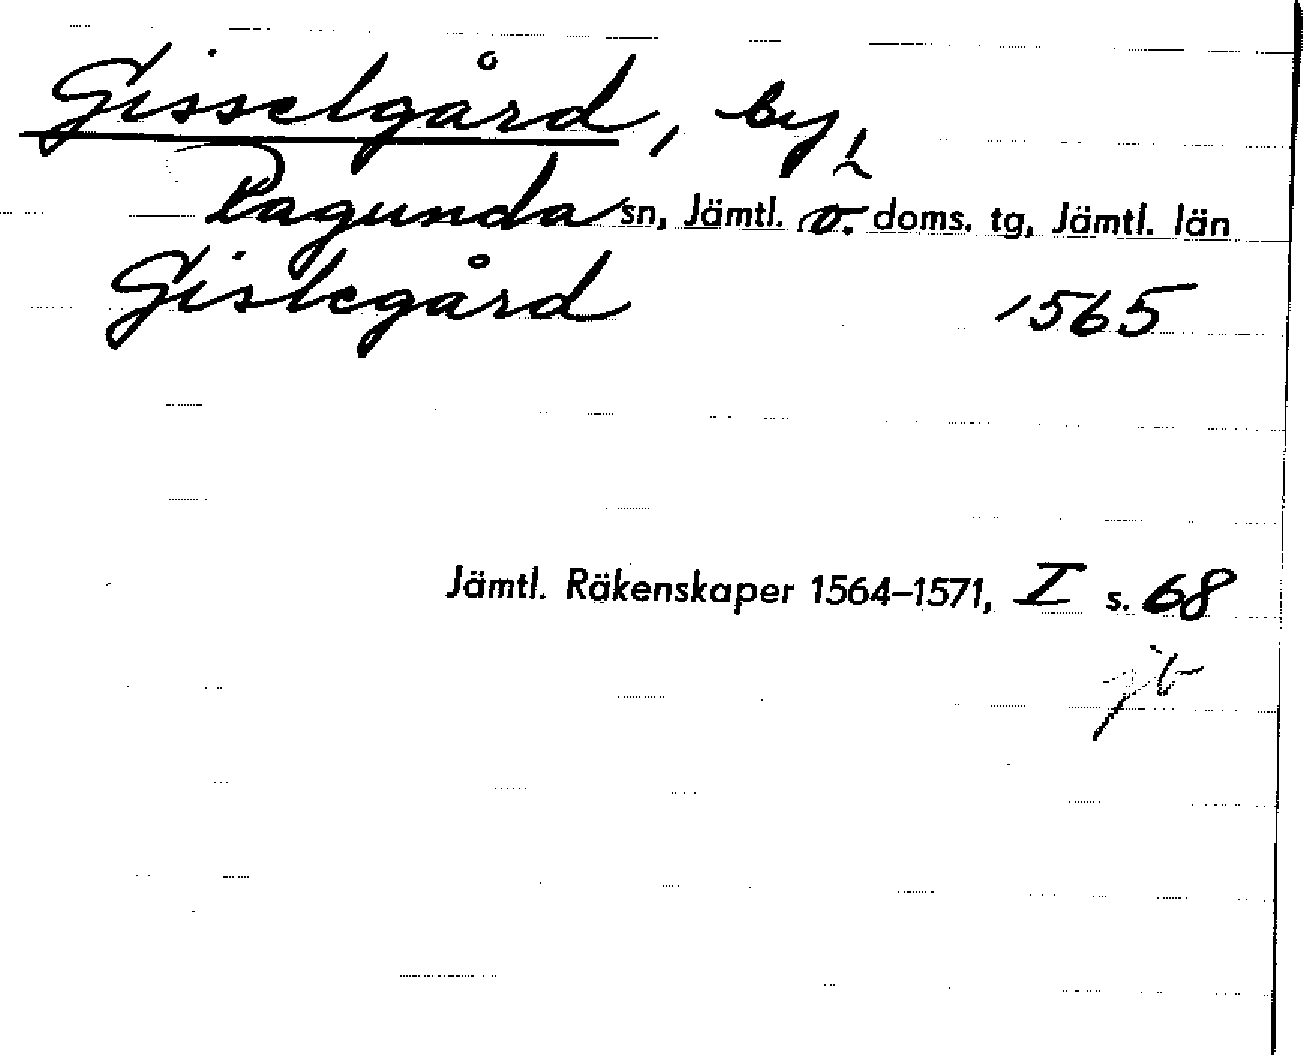 Gisselgård, by,
Ragunda sn, Jämtl. ö. doms. tg, Jämtl. län
Gislegård 1565
Jämtl. Räkenskaper 1564–1571, I s. 68